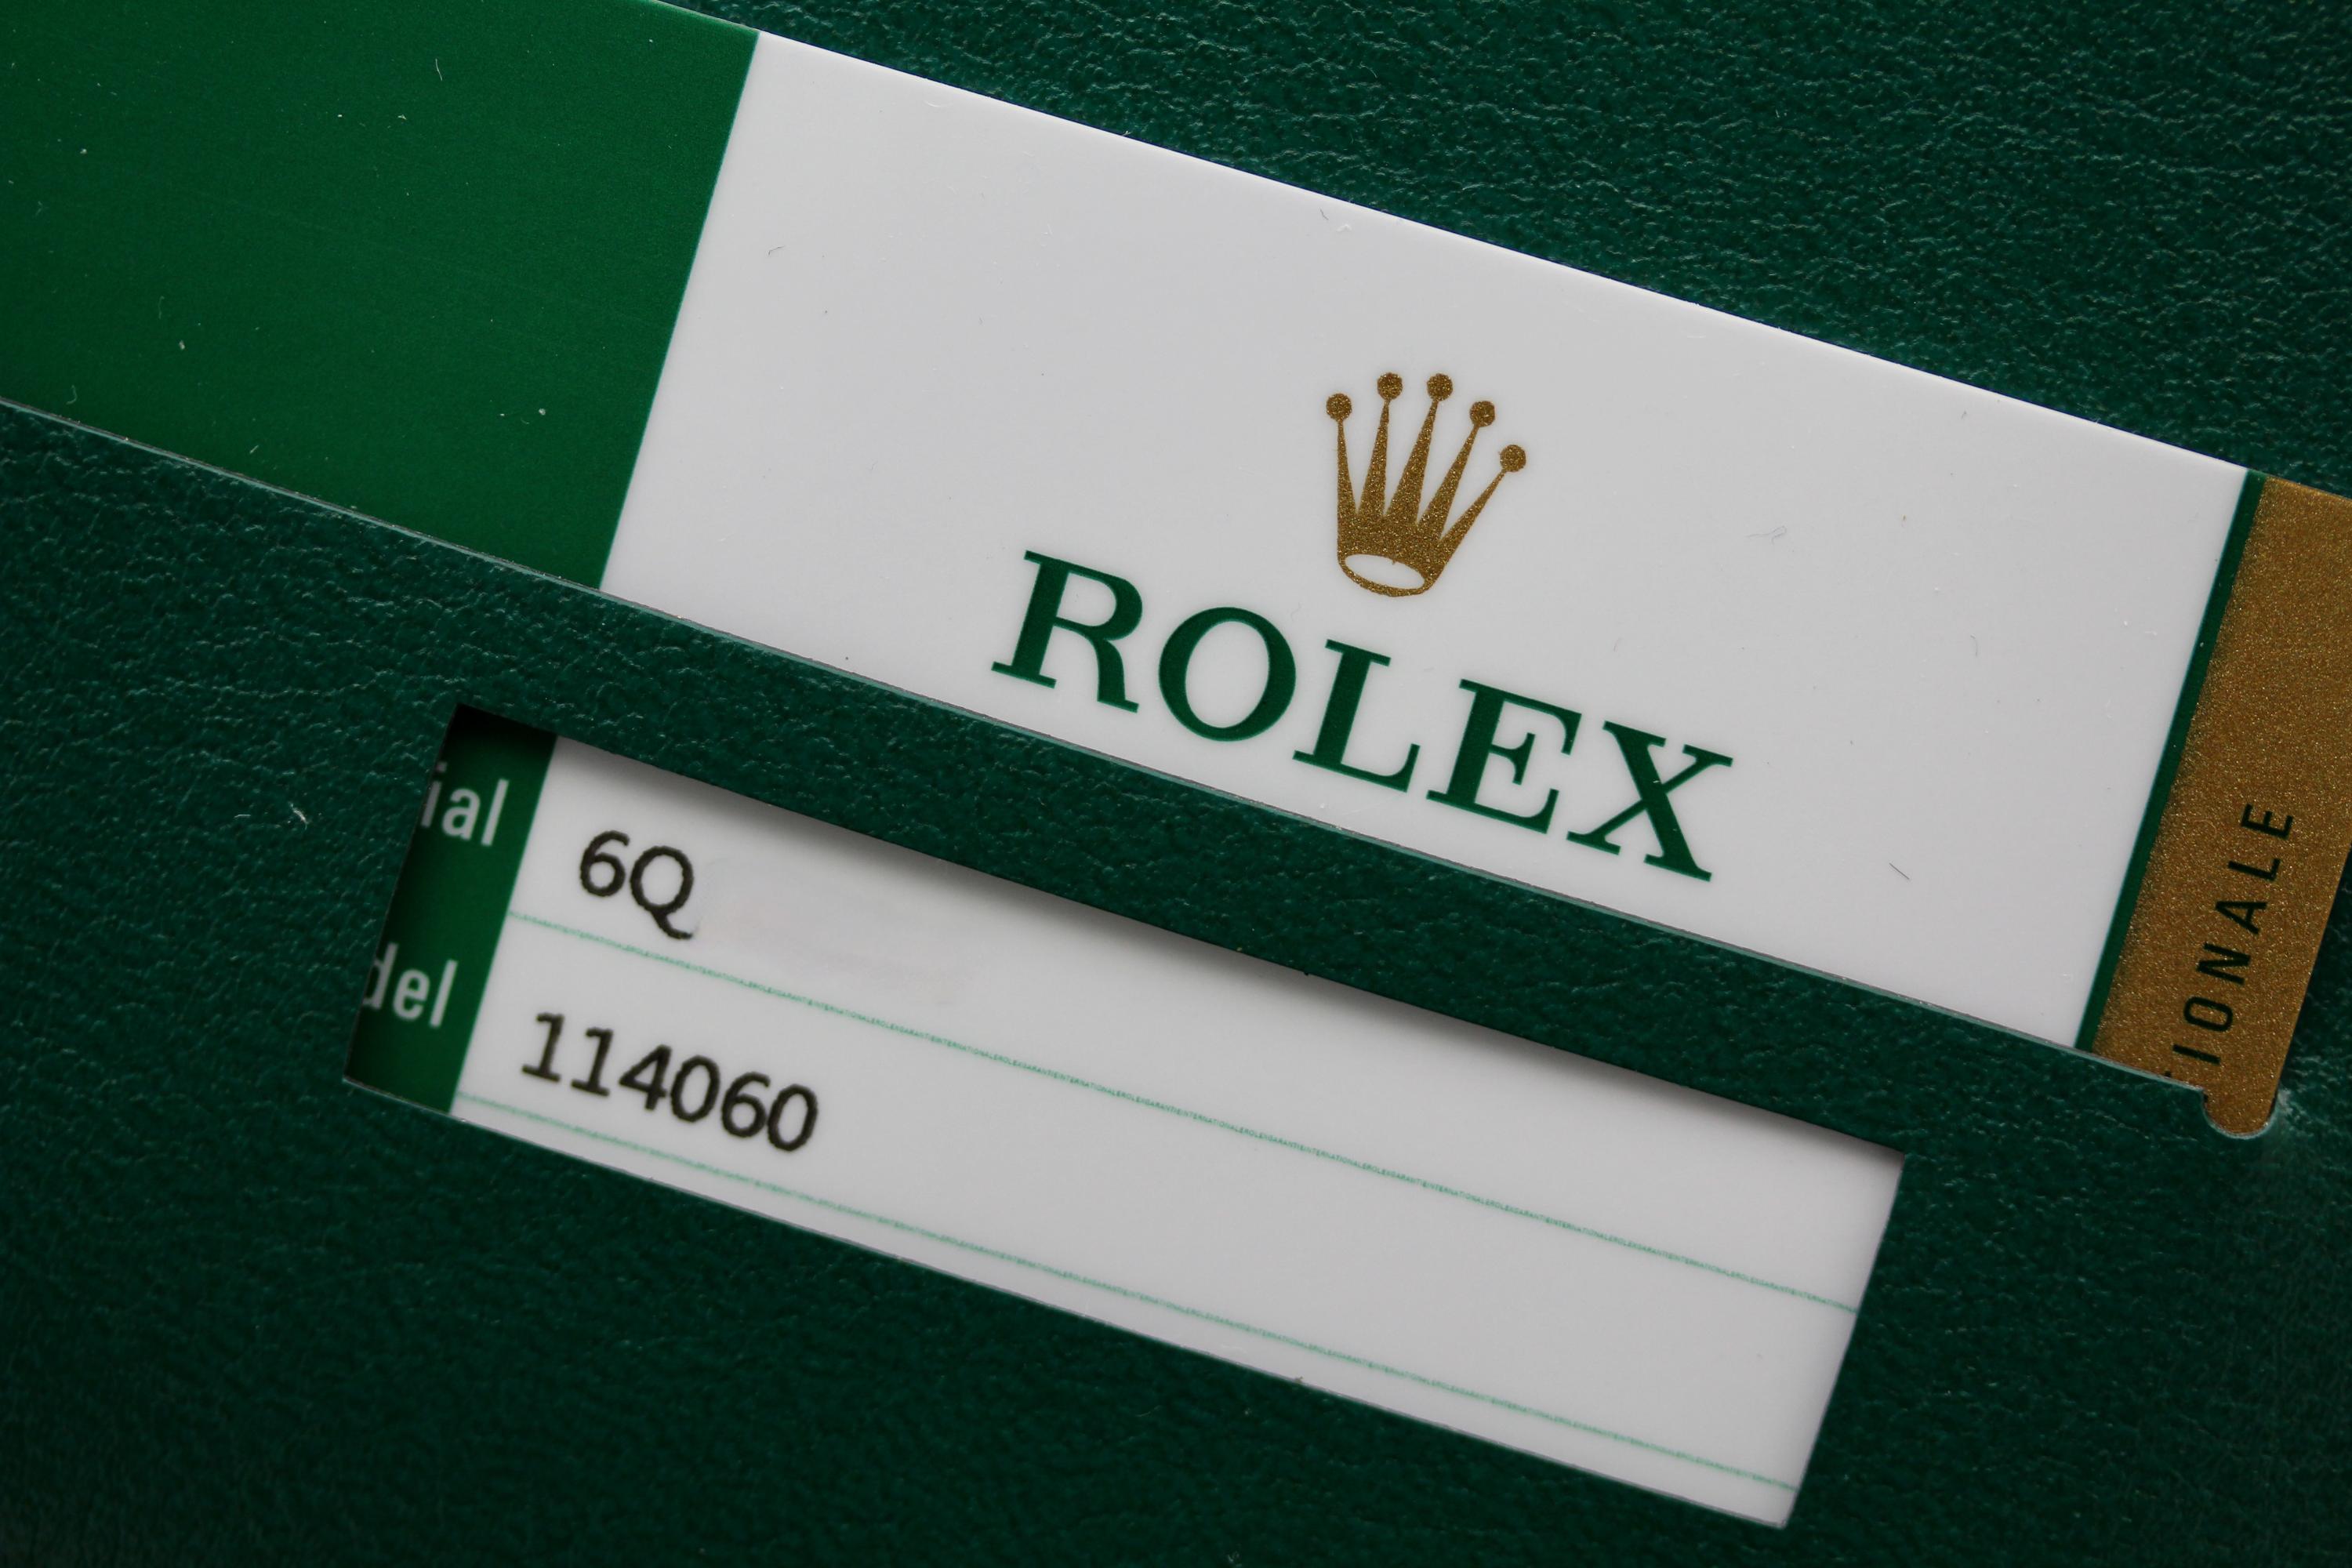 ROLEX
IONALE
ial
6Q
del
114060